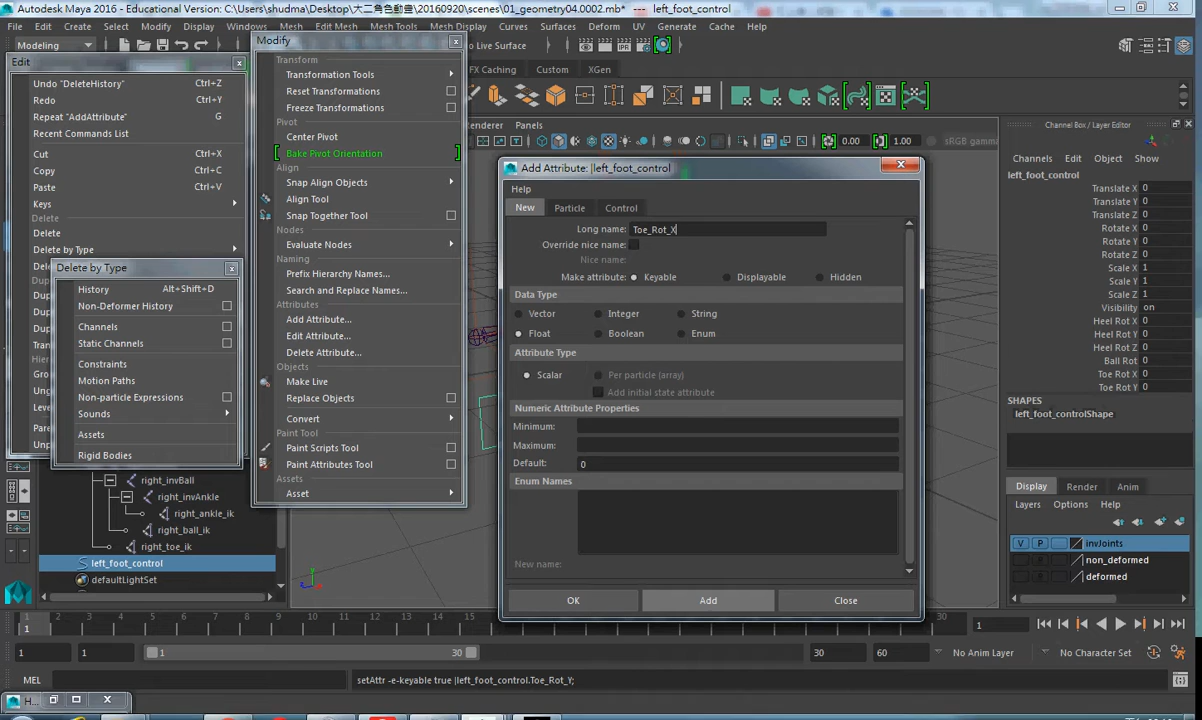 Autodesk Maya 2016 - Educational Version: C:\Users\shudma\Desktop\大二角色動畫\20160920\scenes\01_geometry04.0002.mb* --- left_foot_control
File Edit Create Select Modify Display Windows Mesh Edit Mesh Mesh Tools Mesh Display Curves Surfaces Deform UV Generate Cache
Modeling
Live Surface
Edit
Undo "DeleteHistory" Ctrl+Z
Redo Ctrl+Y
Repeat "AddAttribute" G
Recent Commands List
Cut Ctrl+X
Copy Ctrl+C
Paste Ctrl+V
Keys
Delete
Delete
Delete by Type
Delete by Type
History Alt+Shift+D
Non-Deformer History
Channels
Static Channels
Constraints
Motion Paths
Non-particle Expressions
Sounds
Assets
Rigid Bodies
Modify
Transform
Transformation Tools
Reset Transformations
Freeze Transformations
Pivot
Center Pivot
Bake Pivot Orientation
Align
Snap Align Objects
Align Tool
Snap Together Tool
Nodes
Evaluate Nodes
Naming
Prefix Hierarchy Names...
Search and Replace Names...
Attributes
Add Attribute...
Edit Attribute...
Delete Attribute...
Objects
Make Live
Replace Objects
Convert
Paint Tool
Paint Scripts Tool
Paint Attributes Tool
Assets
Asset
FX Caching Custom XGen
Panels
0.00 1.00 sRGB gamma
Add Attribute: |left_foot_control
Help
New Particle Control
Long name: Toe_Rot_X
Override nice name:
Nice name:
Make attribute: Keyable Displayable Hidden
Data Type
Vector Integer String
Float Boolean Enum
Attribute Type
Scalar Per particle (array)
Add initial state attribute
Numeric Attribute Properties
Minimum:
Maximum:
Default: 0
Enum Names
New name:
OK Add Close
Channel Box / Layer Editor
Channels Edit Object Show
left_foot_control
Translate X 0
Translate Y 0
Translate Z 0
Rotate X 0
Rotate Y 0
Rotate Z 0
Scale X 1
Scale Y 1
Scale Z 1
Visibility on
Heel Rot X 0
Heel Rot Y 0
Heel Rot Z 0
Ball Rot 0
Toe Rot X 0
Toe Rot Y 0
SHAPES
left_foot_controlShape
Display Render Anim
Layers Options Help
V P invJoints
non_deformed
deformed
right_invBall
right_invAnkle
right_ankle_ik
right_ball_ik
right_toe_ik
left_foot_control
defaultLightSet
1 1 1 30 30 60 No Anim Layer No Character Set
MEL setAttr -e-keyable true |left_foot_control.Toe_Rot_Y;
H...